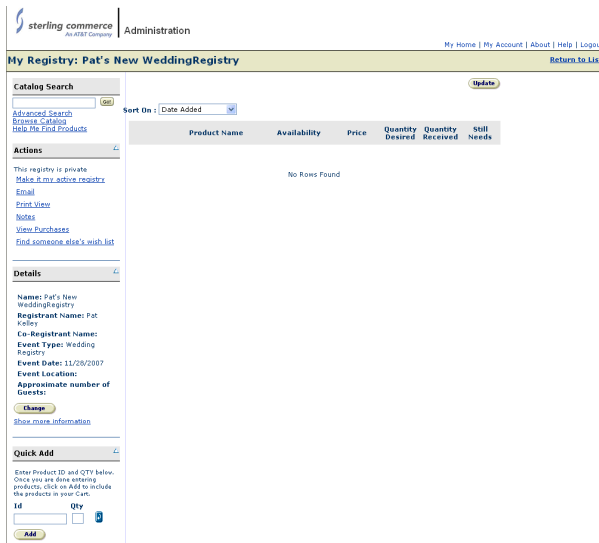 sterling commerce
An AT&T Company
Administration
My Home | My Account | About | Help | Logou
My Registry: Pat's New WeddingRegistry
Return to Lis
Catalog Search
Go!
Advanced Search
Browse Catalog
Help Me Find Products
Update
Sort On : Date Added
Product Name Availability Price Quantity Desired Quantity Received Still Needs
No Rows Found
Actions
This registry is private
Make it my active registry
Email
Print View
Notes
View Purchases
Find someone else's wish list
Details
Name: Pat's New
WeddingRegistry
Registrant Name: Pat
Kelley
Co-Registrant Name:
Event Type: Wedding
Registry
Event Date: 11/28/2007
Event Location:
Approximate number of
Guests:
Change
Show more information
Quick Add
Enter Product ID and QTY below.
Once you are done entering
products, click on Add to include
the products in your Cart.
Id Qty
Add